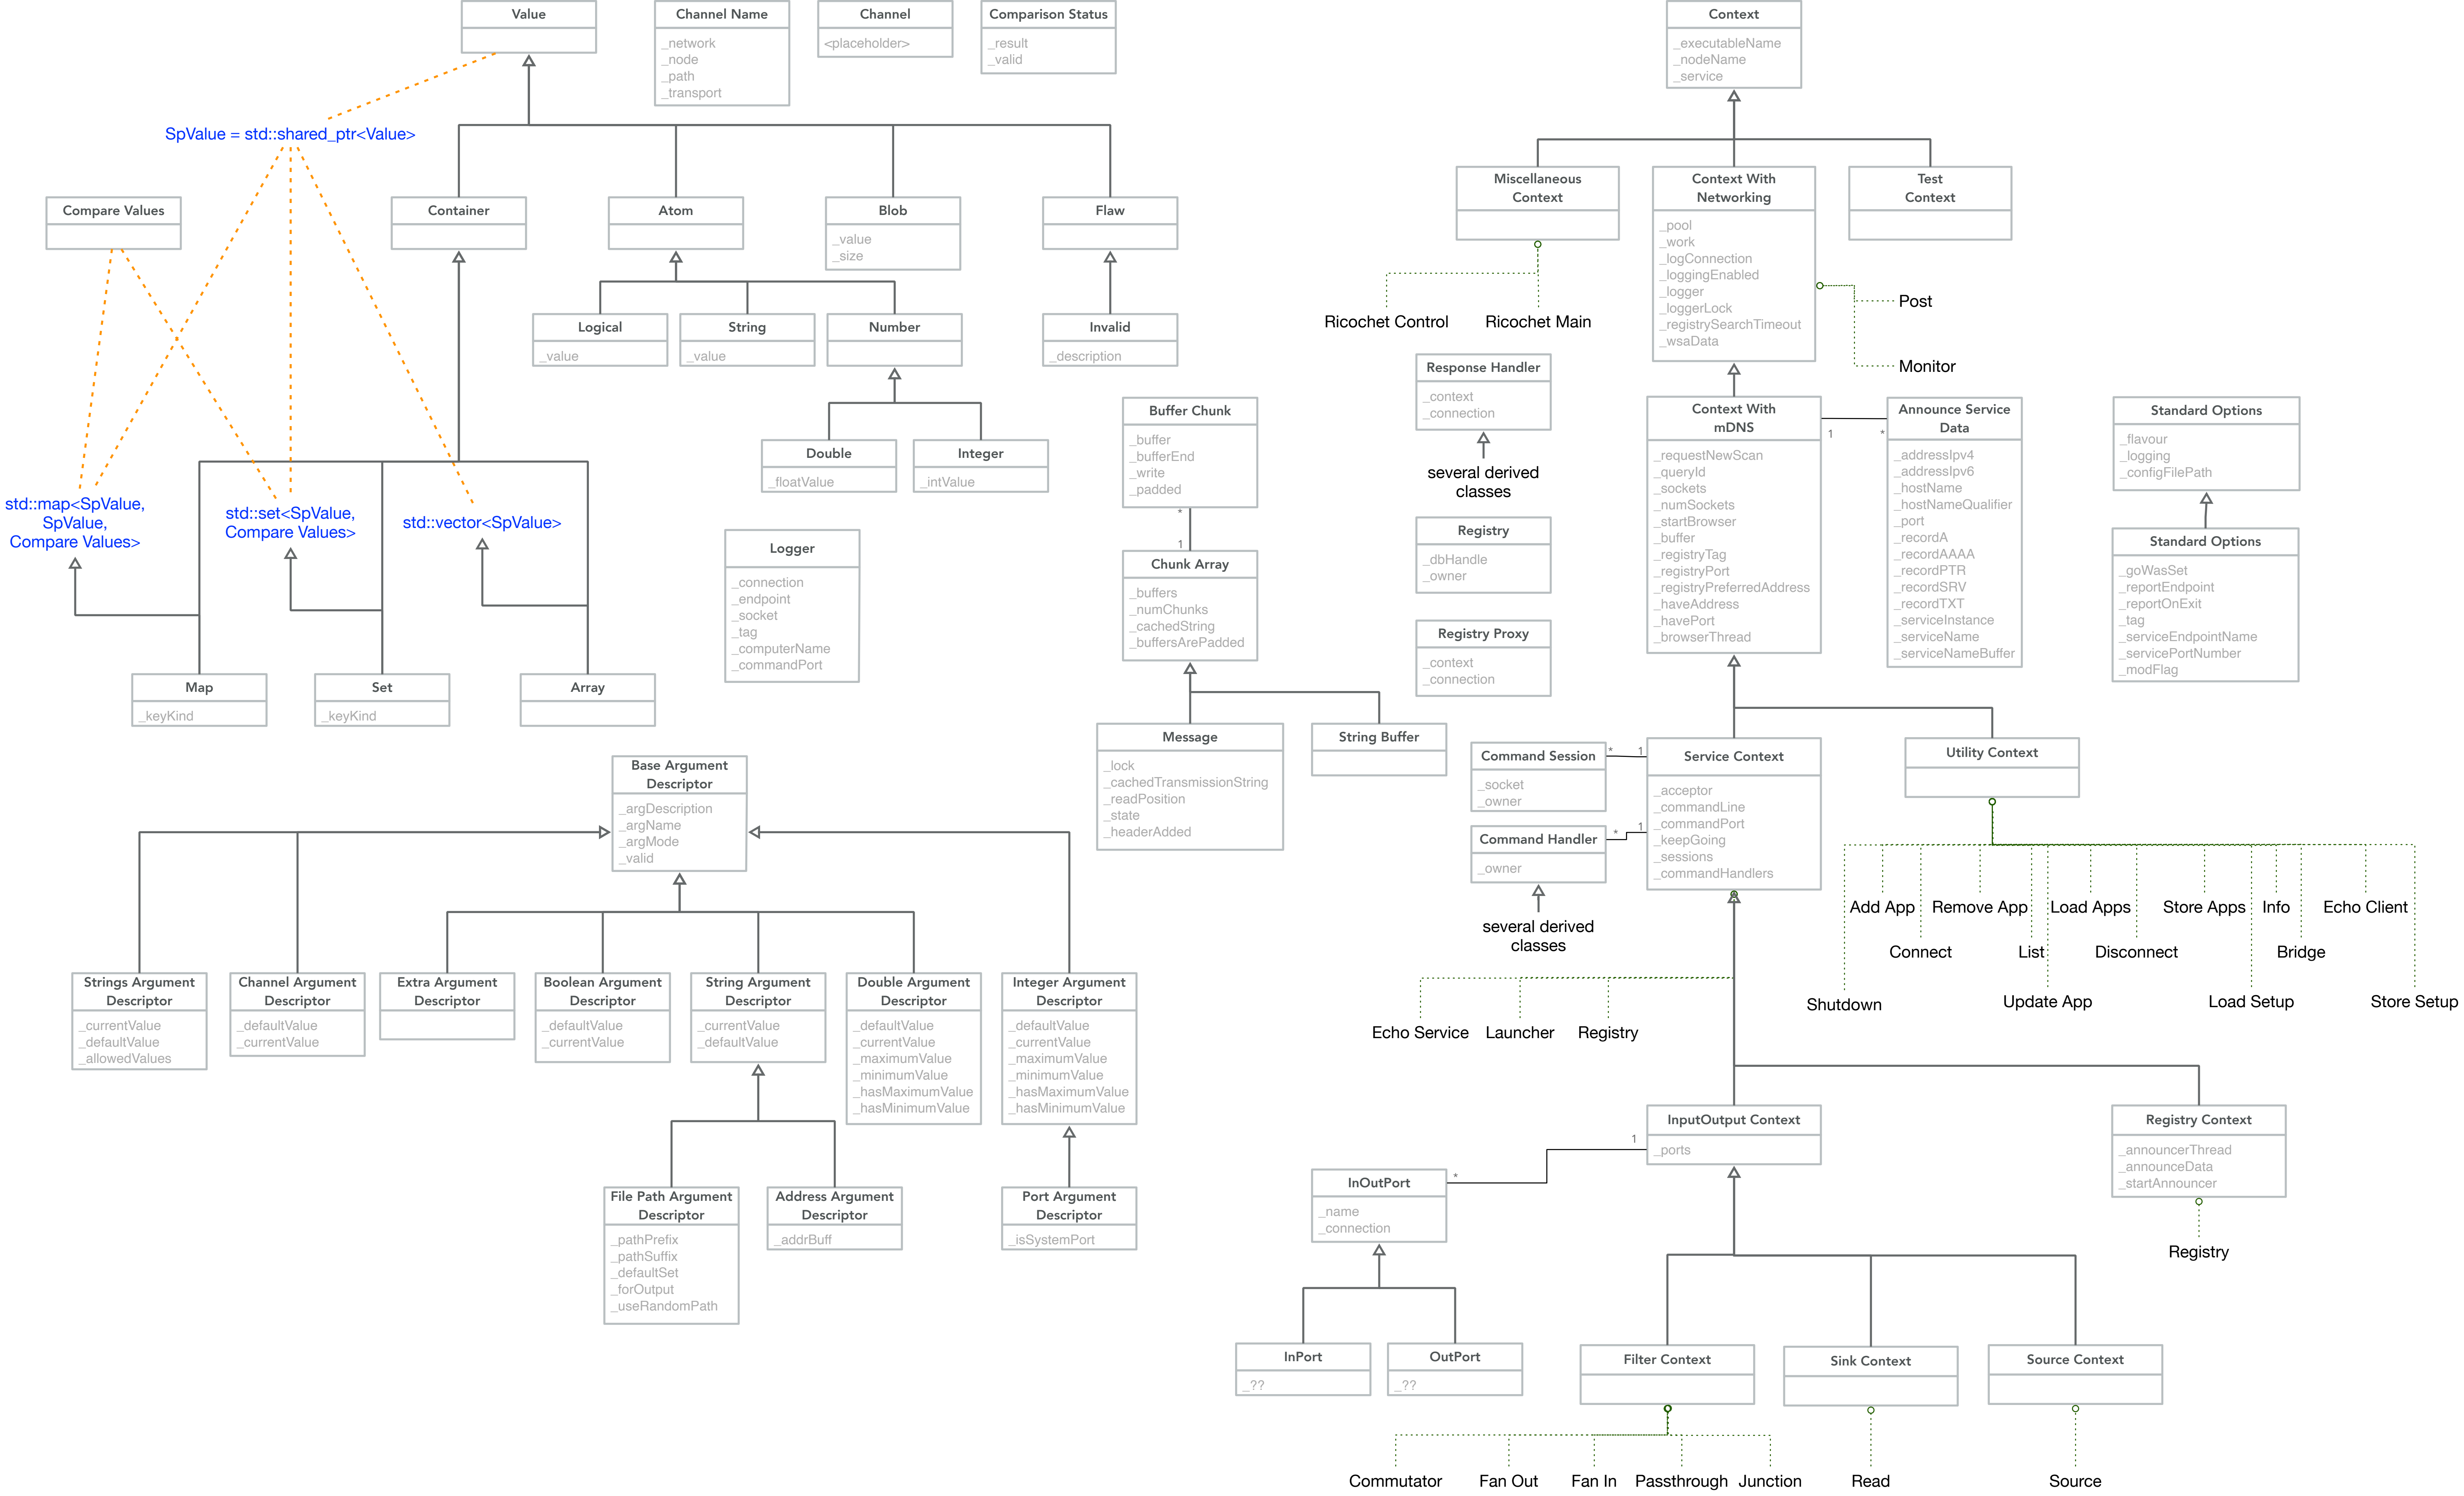 Value
Channel Name
_network
_node
_path
_transport
Channel
<placeholder>
Comparison Status
_result
_valid
SpValue = std::shared_ptr<Value>
Compare Values
Container
Atom
Blob
_value
_size
Flaw
Logical
_value
String
_value
Number
Invalid
_description
Double
_floatValue
Integer
_intValue
std::map<SpValue,
SpValue,
Compare Values>
std::set<SpValue,
Compare Values>
std::vector<SpValue>
Map
_keyKind
Set
_keyKind
Array
Logger
_connection
_endpoint
_socket
_tag
_computerName
_commandPort
Buffer Chunk
_buffer
_bufferEnd
_write
_padded
*
1
Chunk Array
_buffers
_numChunks
_cachedString
_buffersArePadded
Message
_lock
_cachedTransmissionString
_readPosition
_state
_headerAdded
String Buffer
Base Argument
Descriptor
_argDescription
_argName
_argMode
_valid
Strings Argument
Descriptor
_currentValue
_defaultValue
_allowedValues
Channel Argument
Descriptor
_defaultValue
_currentValue
Extra Argument
Descriptor
Boolean Argument
Descriptor
_defaultValue
_currentValue
String Argument
Descriptor
_currentValue
_defaultValue
Double Argument
Descriptor
_defaultValue
_currentValue
_maximumValue
_minimumValue
_hasMaximumValue
_hasMinimumValue
Integer Argument
Descriptor
_defaultValue
_currentValue
_maximumValue
_minimumValue
_hasMaximumValue
_hasMinimumValue
File Path Argument
Descriptor
_pathPrefix
_pathSuffix
_defaultSet
_forOutput
_useRandomPath
Address Argument
Descriptor
_addrBuff
Port Argument
Descriptor
_isSystemPort
Context
_executableName
_nodeName
_service
Miscellaneous
Context
Context With
Networking
_pool
_work
_logConnection
_loggingEnabled
_logger
_loggerLock
_registrySearchTimeout
_wsaData
Test
Context
Ricochet Control
Ricochet Main
Post
Monitor
Response Handler
_context
_connection
several derived
classes
Registry
_dbHandle
_owner
Registry Proxy
_context
_connection
Context With
mDNS
_requestNewScan
_queryId
_sockets
_numSockets
_startBrowser
_buffer
_registryTag
_registryPort
_registryPreferredAddress
_haveAddress
_havePort
_browserThread
1
*
Announce Service
Data
_addressIpv4
_addressIpv6
_hostName
_hostNameQualifier
_port
_recordA
_recordAAAA
_recordPTR
_recordSRV
_recordTXT
_serviceInstance
_serviceName
_serviceNameBuffer
Standard Options
_flavour
_logging
_configFilePath
Standard Options
_goWasSet
_reportEndpoint
_reportOnExit
_tag
_serviceEndpointName
_servicePortNumber
_modFlag
Command Session
_socket
_owner
*
1
Command Handler
_owner
*
1
several derived
classes
Service Context
_acceptor
_commandLine
_commandPort
_keepGoing
_sessions
_commandHandlers
Utility Context
Add App
Remove App
Load Apps
Store Apps
Info
Echo Client
Connect
List
Disconnect
Bridge
Shutdown
Update App
Load Setup
Store Setup
Echo Service
Launcher
Registry
InputOutput Context
_ports
1
*
InOutPort
_name
_connection
InPort
_??
OutPort
_??
Registry Context
_announcerThread
_announceData
_startAnnouncer
Registry
Filter Context
Sink Context
Source Context
Commutator
Fan Out
Fan In
Passthrough
Junction
Read
Source